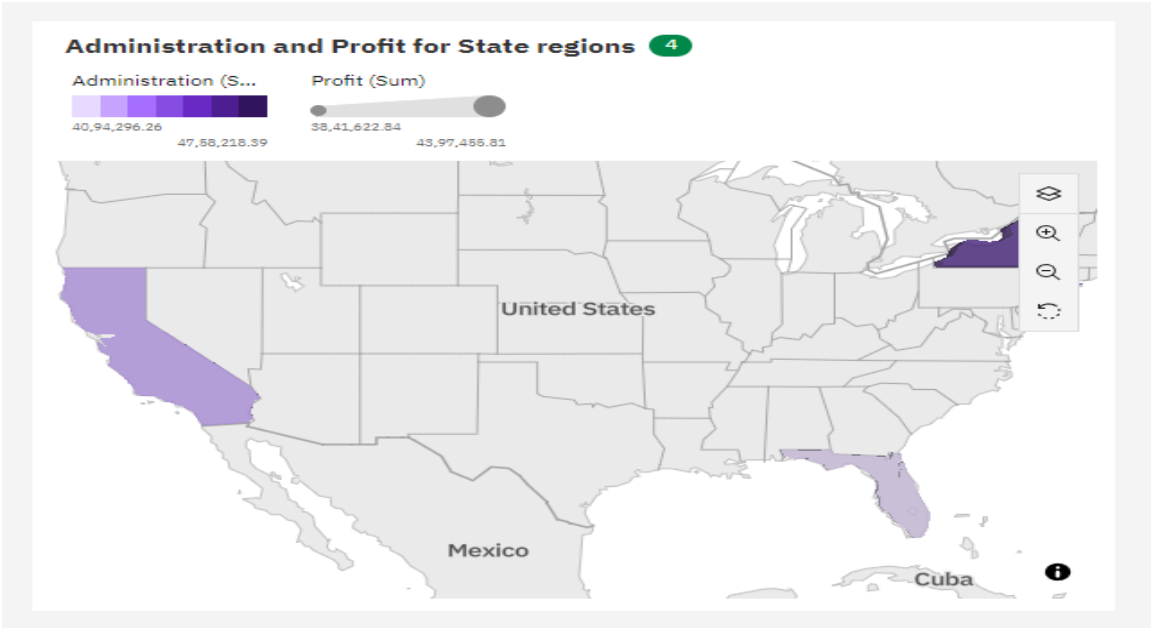 Administration and Profit for State regions 4
Administration (S... Profit (Sum)
40,94,296.26 38,41,622.84
47,58,218.39 43,97,455.81
United States
Mexico
Cuba